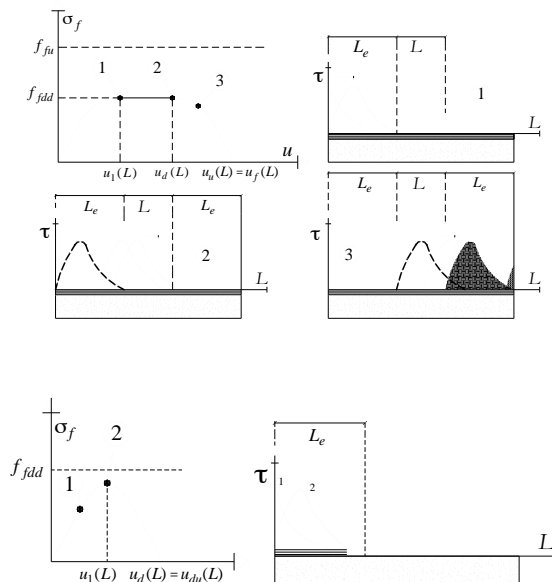 σ_f
f_fu
1 2
3
f_fdd
u
u_1(L) u_d(L) u_u(L)=u_f(L)
L_e L
τ
1
L
L_e L L_e
τ
2
L
L_e L L_e
τ
3
L
σ_f
2
f_fdd
1
u_1(L) u_d(L)=u_du(L)
L_e
τ
1 2
L